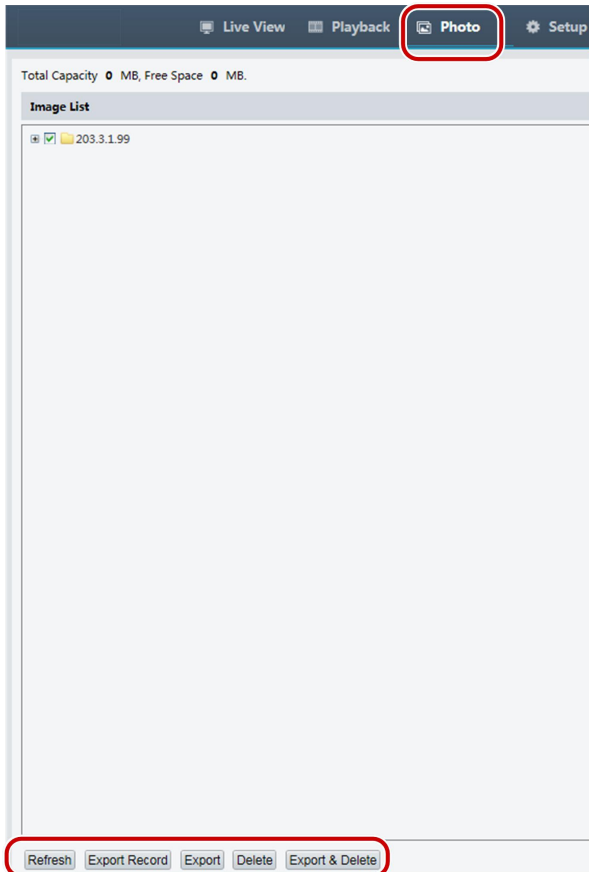 Live View Playback Photo Setup
Total Capacity 0 MB, Free Space 0 MB.
Image List
203.3.1.99
Refresh Export Record Export Delete Export & Delete